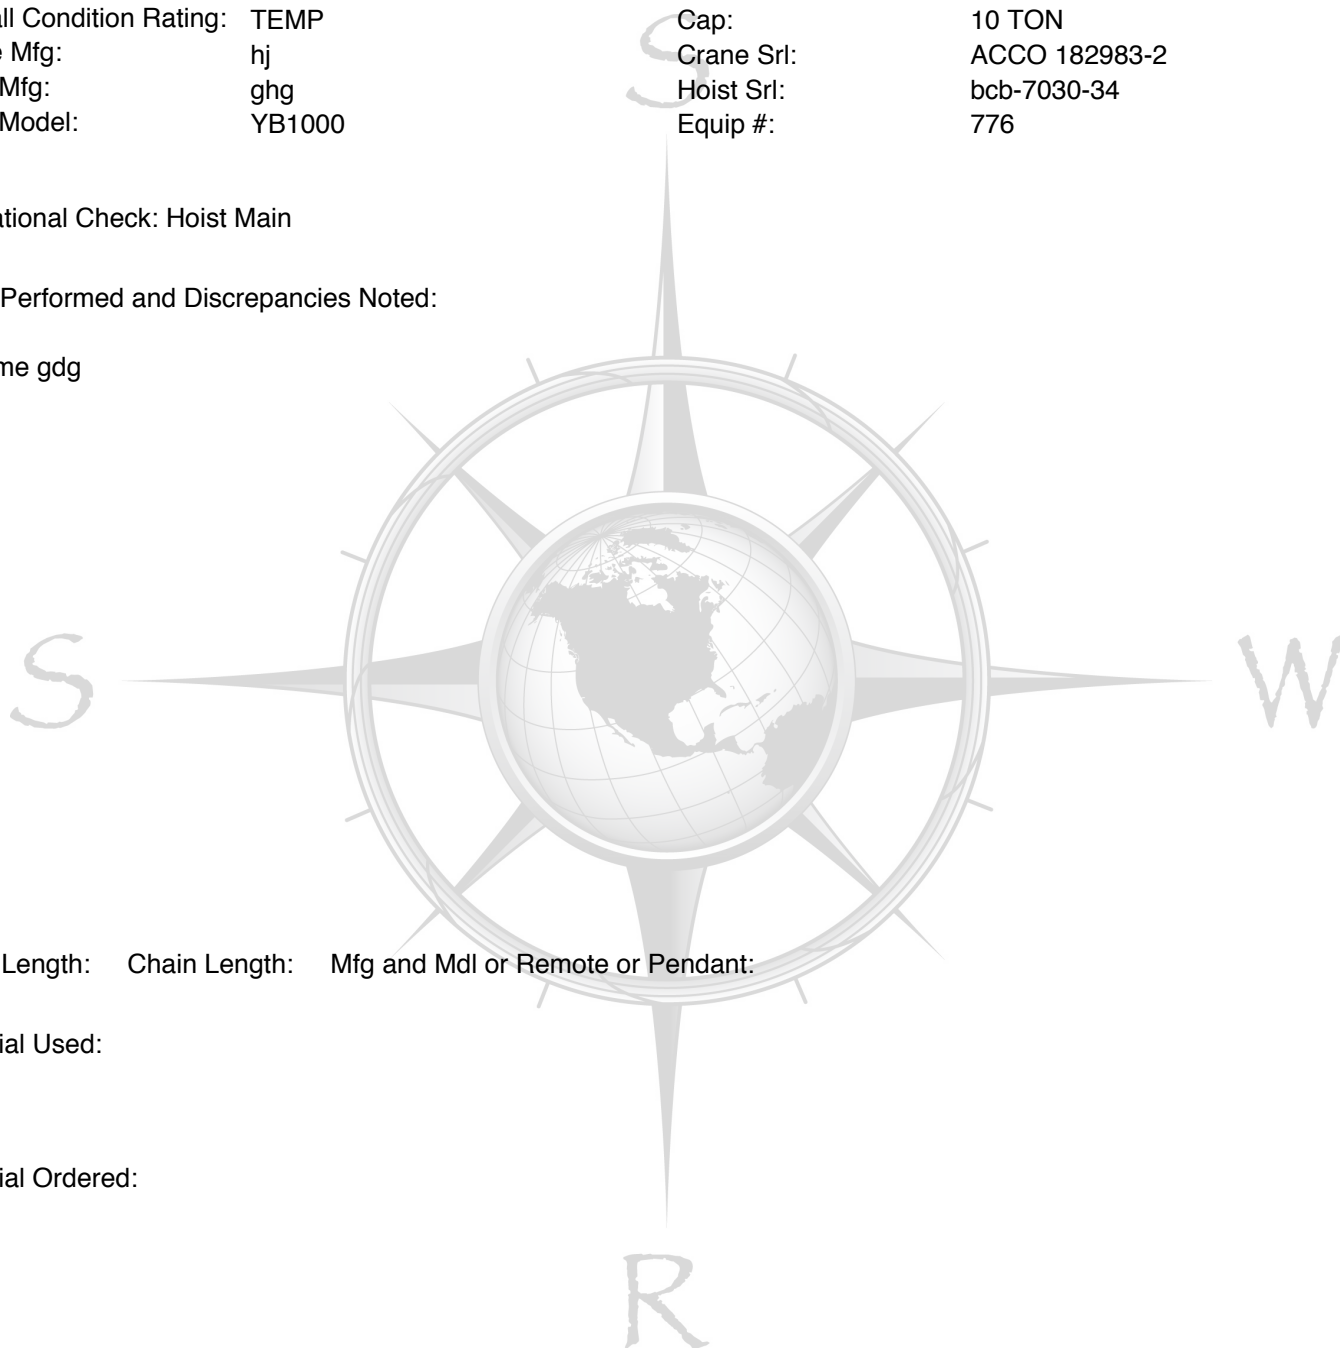 all Condition Rating: TEMP Cap: 10 TON
e Mfg: hj Crane Srl: ACCO 182983-2
Mfg: ghg Hoist Srl: bcb-7030-34
Model: YB1000 Equip #: 776
ational Check: Hoist Main
Performed and Discrepancies Noted:
me gdg
Length: Chain Length: Mfg and Mdl or Remote or Pendant:
ial Used:
ial Ordered:
S
S
W
R